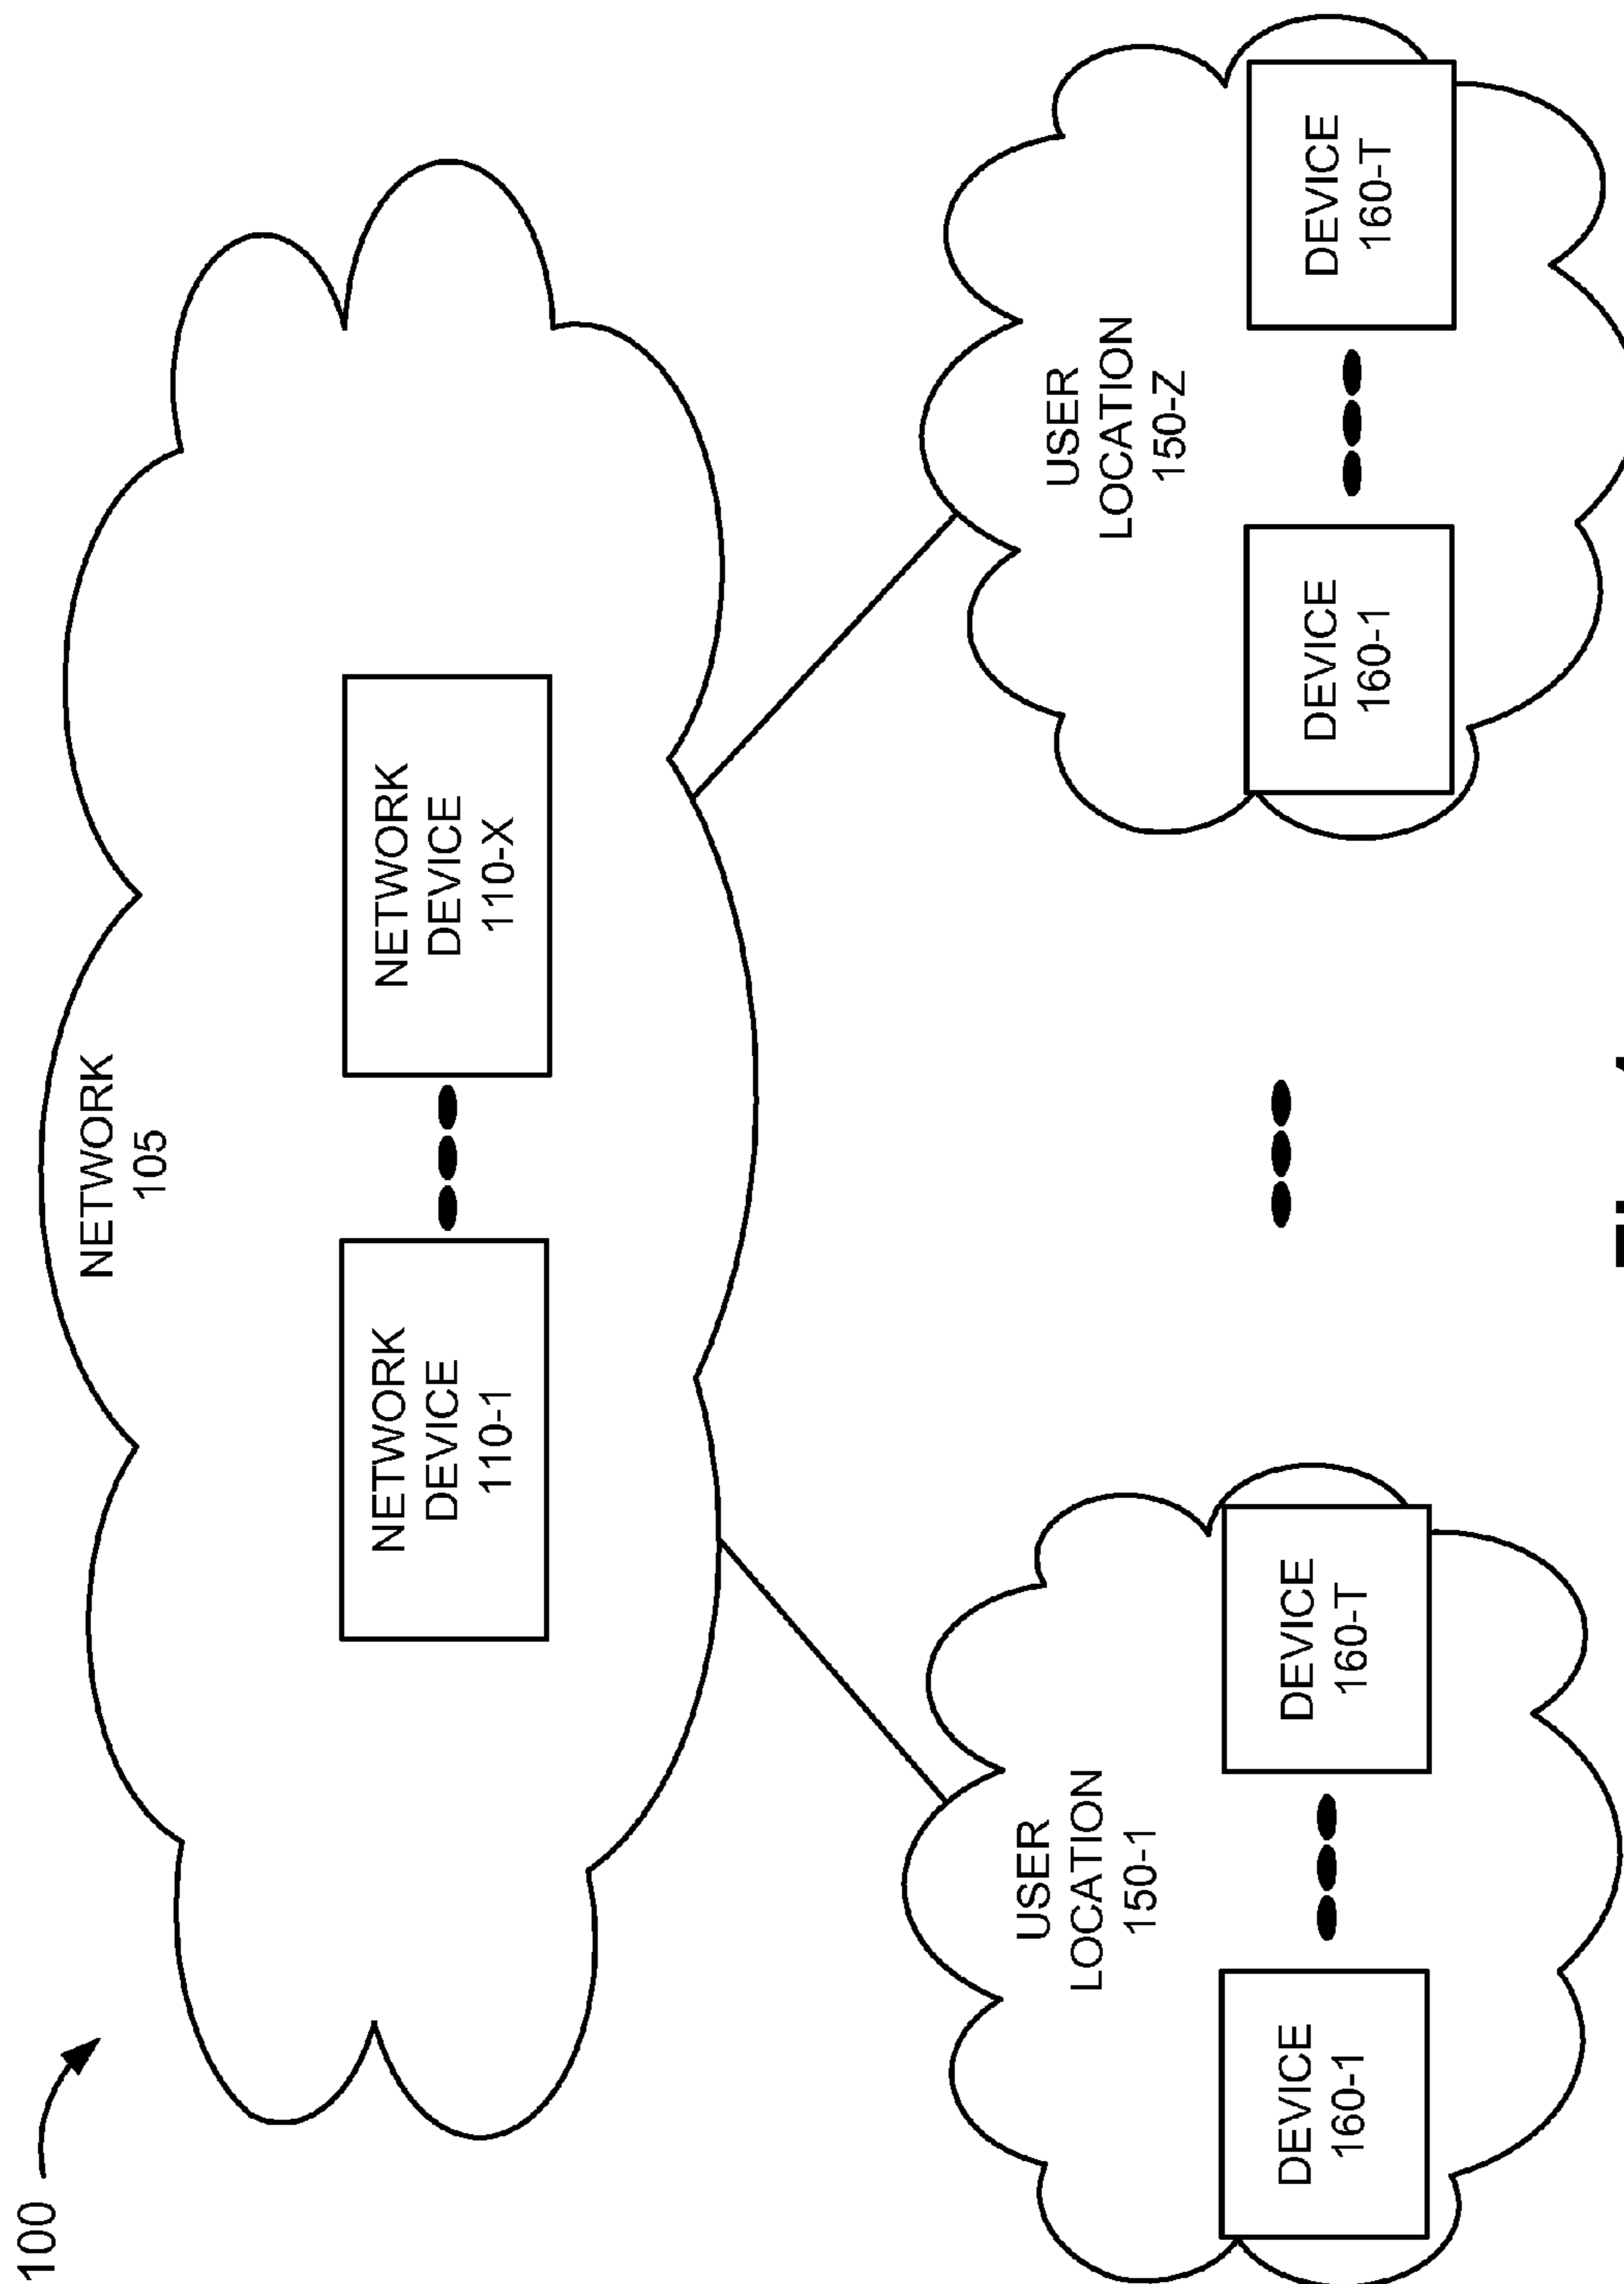 100
NETWORK
105
NETWORK
DEVICE
110-1
NETWORK
DEVICE
110-X
USER
LOCATION
150-1
DEVICE
160-1
DEVICE
160-T
USER
LOCATION
150-Z
DEVICE
160-1
DEVICE
160-T